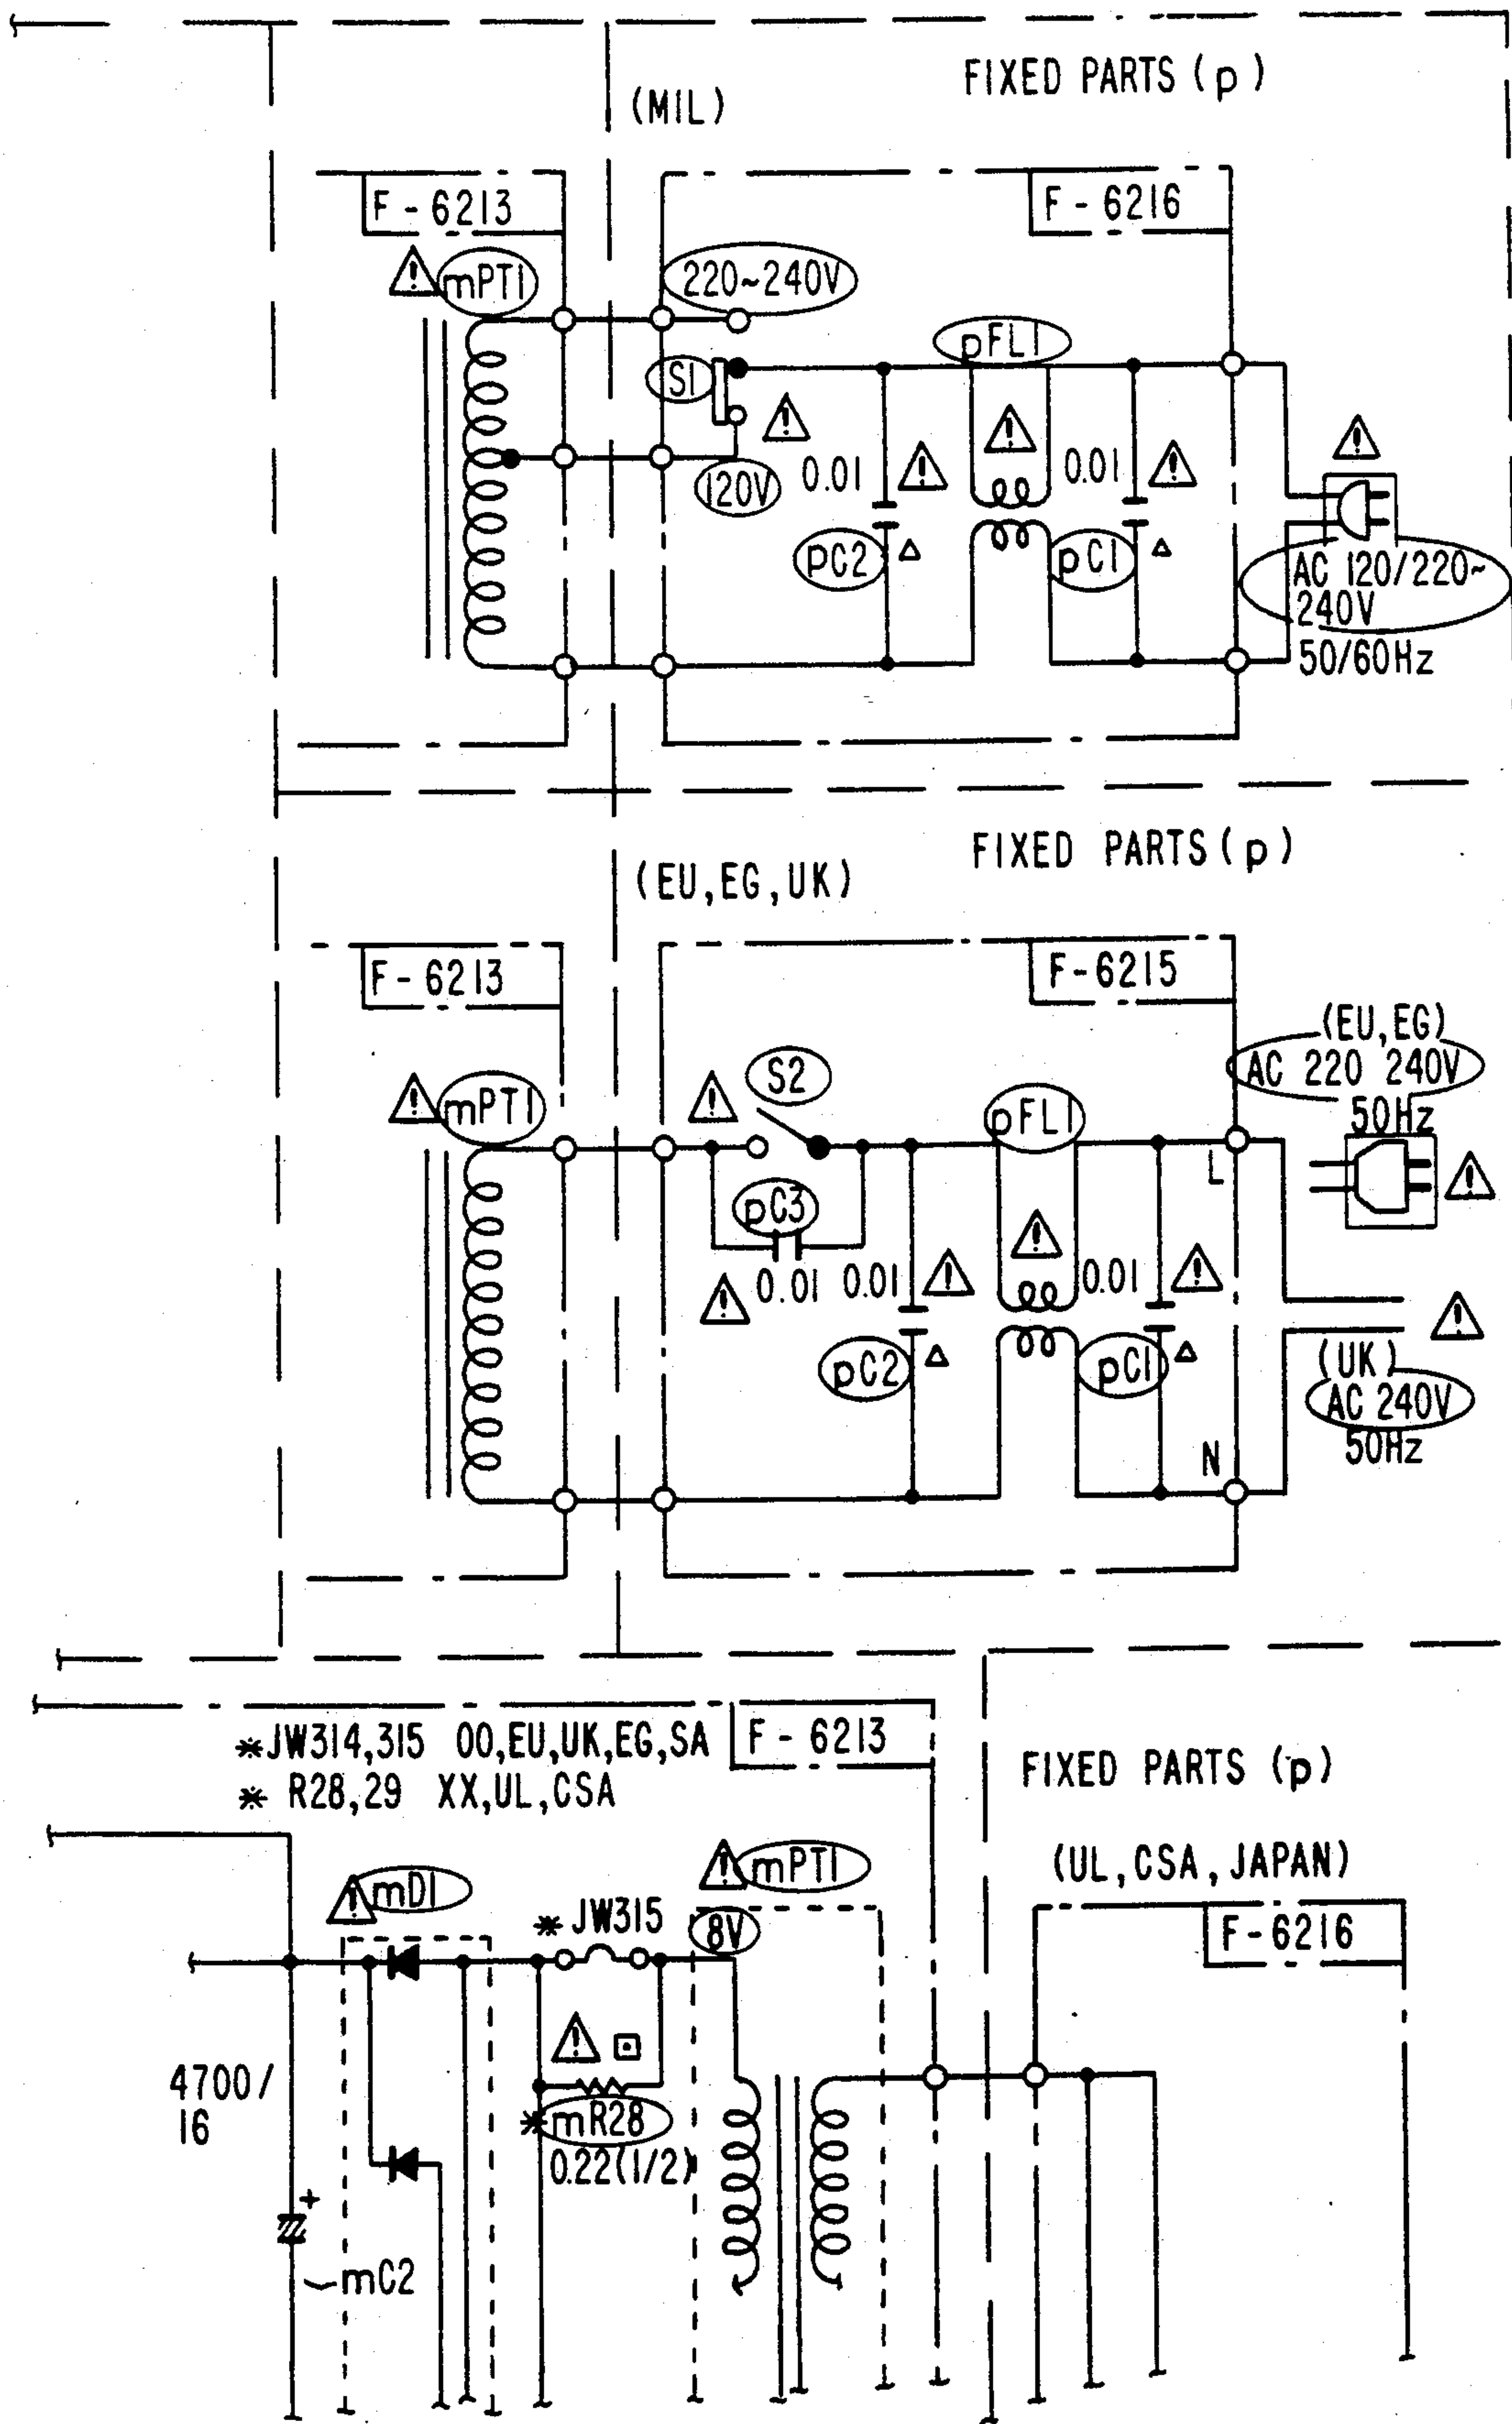 FIXED PARTS (p)
(MIL)
F-6213
F-6216
mPT1
220~240V
pFL1
S1
0.01
0.01
120V
pC2
pC1
AC 120/220~
240V
50/60Hz
FIXED PARTS (p)
(EU,EG,UK)
F-6213
F-6215
(EU,EG)
AC 220 240V
50Hz
S2
mPT1
pFL1
L
pC3
0.01
0.01
0.01
pC2
pC1
(UK)
AC 240V
50Hz
N
*JW314,315 00,EU,UK,EG,SA
F-6213
* R28,29 XX,UL,CSA
FIXED PARTS (p)
(UL,CSA,JAPAN)
mPT1
mD1
* JW315
8V
F-6216
4700/
16
*mR28
0.22(1/2)
+
mC2